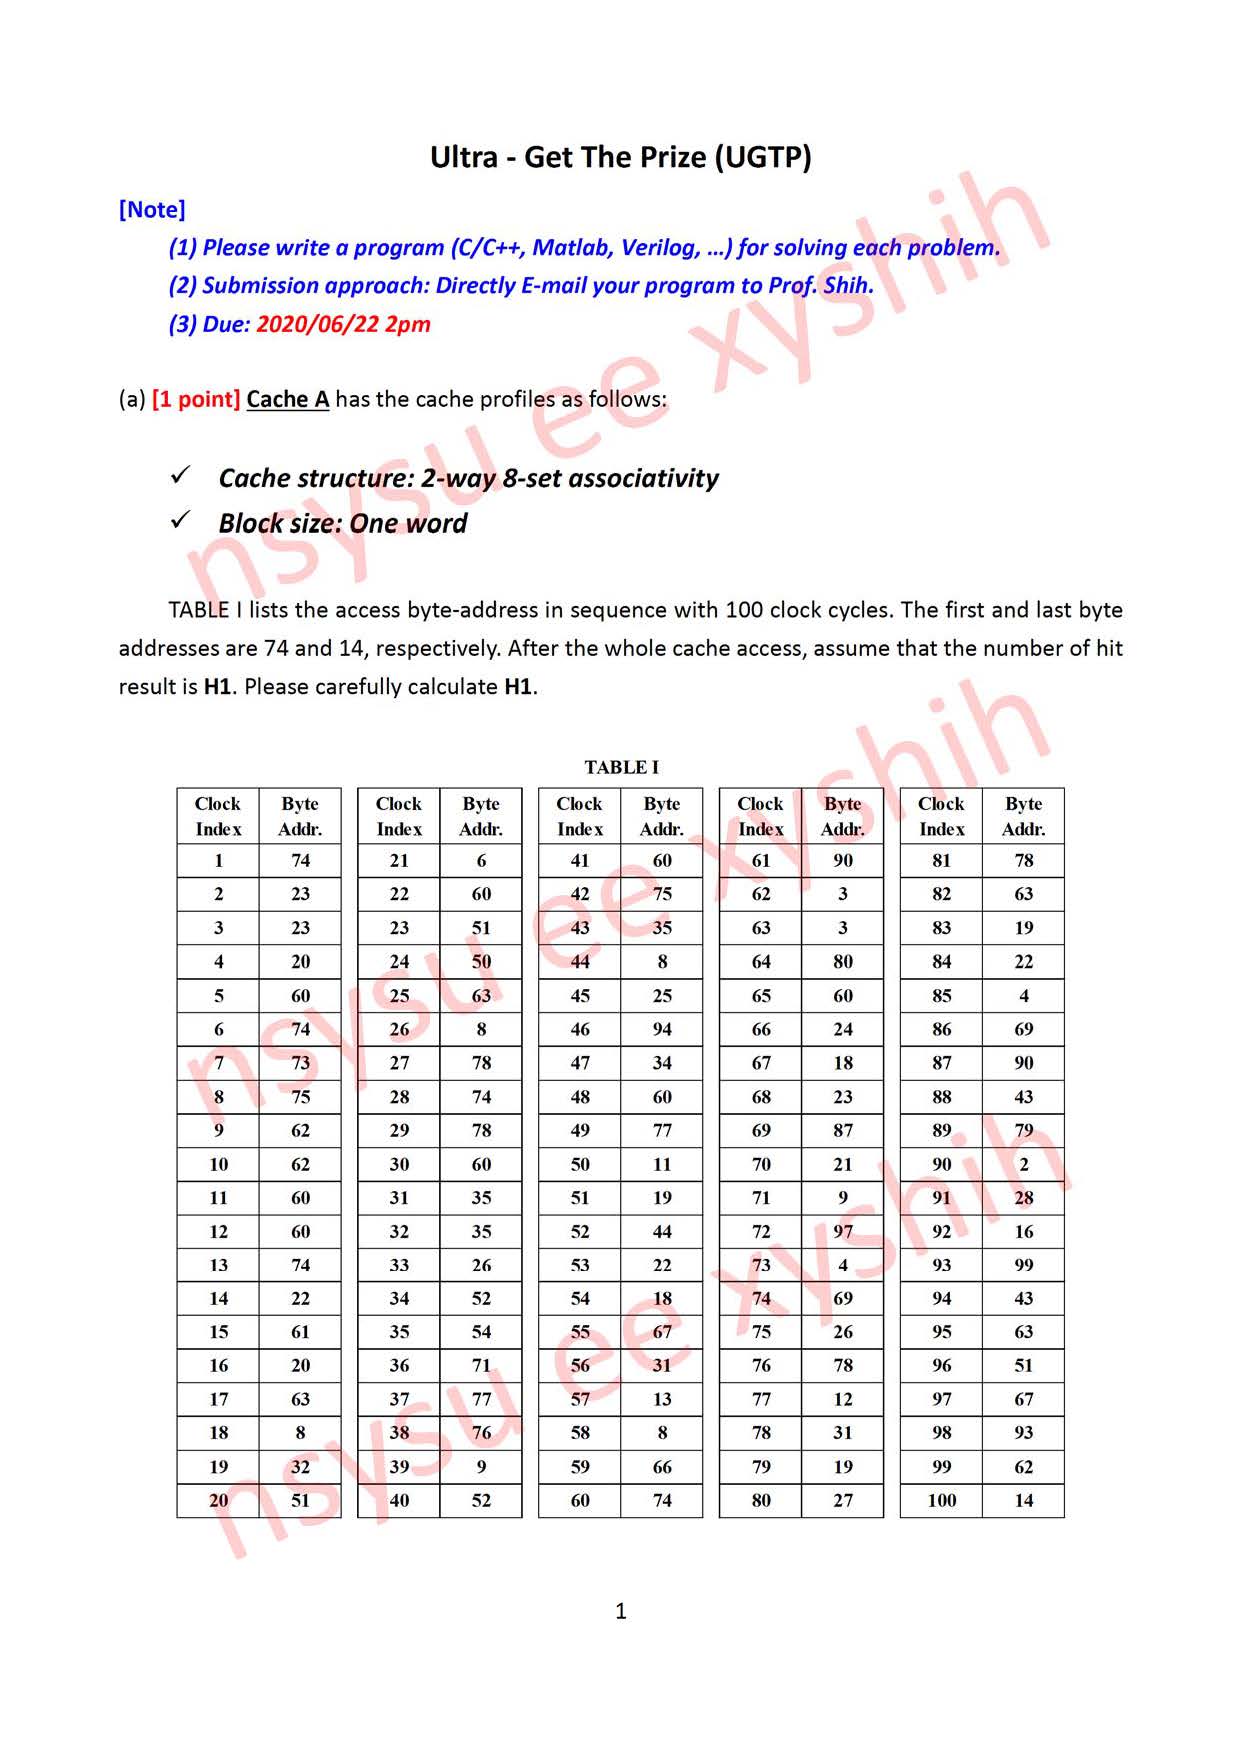 Ultra - Get The Prize (UGTP)
[Note]
(1) Please write a program (C/C++, Matlab, Verilog, …) for solving each problem.
(2) Submission approach: Directly E-mail your program to Prof. Shih.
(3) Due: 2020/06/22 2pm
(a) [1 point] Cache A has the cache profiles as follows:
✓ Cache structure: 2-way 8-set associativity
✓ Block size: One word
TABLE I lists the access byte-address in sequence with 100 clock cycles. The first and last byte
addresses are 74 and 14, respectively. After the whole cache access, assume that the number of hit
result is H1. Please carefully calculate H1.
TABLE I
Clock Index Byte Addr. Clock Index Byte Addr. Clock Index Byte Addr. Clock Index Byte Addr. Clock Index Byte Addr.
1 74 21 6 41 60 61 90 81 78
2 23 22 60 42 75 62 3 82 63
3 23 23 51 43 35 63 3 83 19
4 20 24 50 44 8 64 80 84 22
5 60 25 63 45 25 65 60 85 4
6 74 26 8 46 94 66 24 86 69
7 73 27 78 47 34 67 18 87 90
8 75 28 74 48 60 68 23 88 43
9 62 29 78 49 77 69 87 89 79
10 62 30 60 50 11 70 21 90 2
11 60 31 35 51 19 71 9 91 28
12 60 32 35 52 44 72 97 92 16
13 74 33 26 53 22 73 4 93 99
14 22 34 52 54 18 74 69 94 43
15 61 35 54 55 67 75 26 95 63
16 20 36 71 56 31 76 78 96 51
17 63 37 77 57 13 77 12 97 67
18 8 38 76 58 8 78 31 98 93
19 32 39 9 59 66 79 19 99 62
20 51 40 52 60 74 80 27 100 14
nsysu ee xyshih
nsysu ee xyshih
nsysu ee xyshih
1